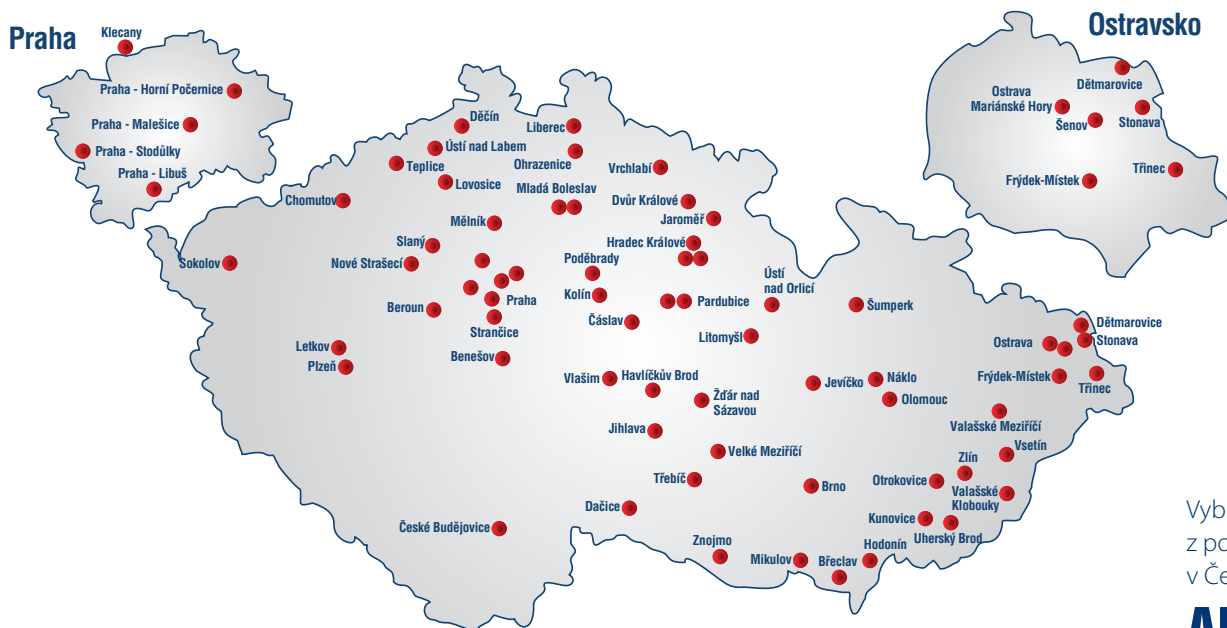 Praha
Klecany
Praha - Horní Počernice
Praha - Malešice
Praha - Stodůlky
Praha - Libuš
Ostravsko
Dětmarovice
Ostrava
Mariánské Hory
Šenov
Stonava
Třinec
Frýdek-Místek
Děčín
Liberec
Ústí nad Labem
Ohrazenice
Teplice
Vrchlabí
Lovosice
Mladá Boleslav
Chomutov
Dvůr Králové
Jaroměř
Mělník
Slaný
Hradec Králové
Sokolov
Nové Strašecí
Poděbrady
Ústí
nad Orlicí
Kolín
Praha
Pardubice
Šumperk
Beroun
Strančice
Čáslav
Litomyšl
Dětmarovice
Stonava
Ostrava
Letkov
Plzeň
Benešov
Vlašim
Havlíčkův Brod
Jevíčko
Náklo
Frýdek-Místek
Třinec
Žďár nad
Sázavou
Olomouc
Valašské Meziříčí
Jihlava
Velké Meziříčí
Vsetín
Zlín
Třebíč
Brno
Otrokovice
Valašské
Klobouky
Dačice
Kunovice
Uherský Brod
České Budějovice
Znojmo
Mikulov
Břeclav
Hodonín
Vyb
z po
v Če